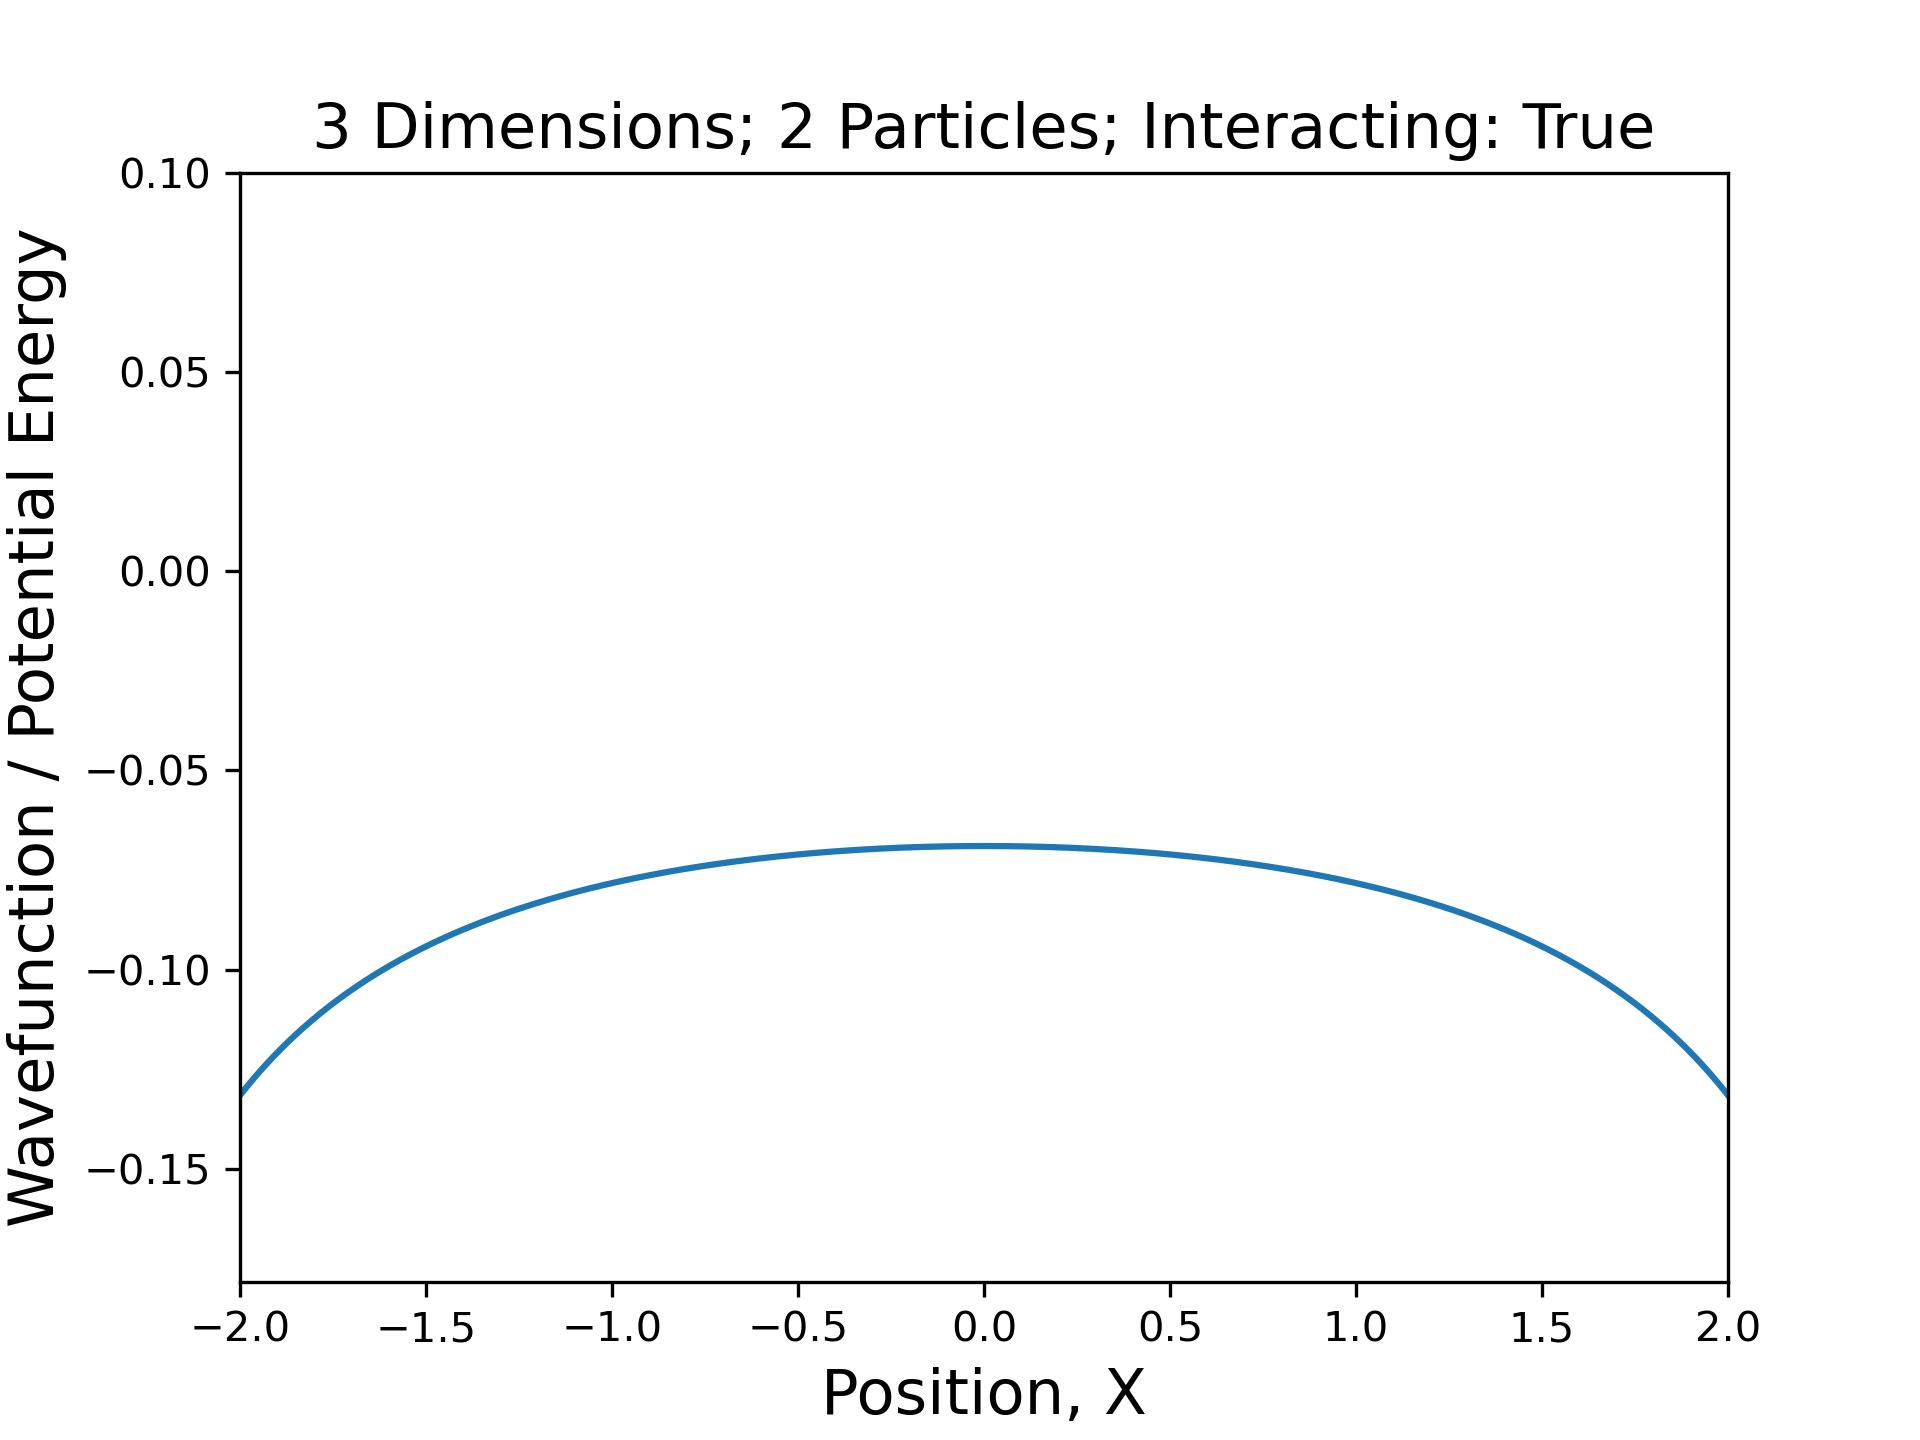 3 Dimensions; 2 Particles; Interacting: True
Wavefunction / Potential Energy
0.10
0.05
0.00
−0.05
−0.10
−0.15
−2.0 −1.5 −1.0 −0.5 0.0 0.5 1.0 1.5 2.0
Position, X